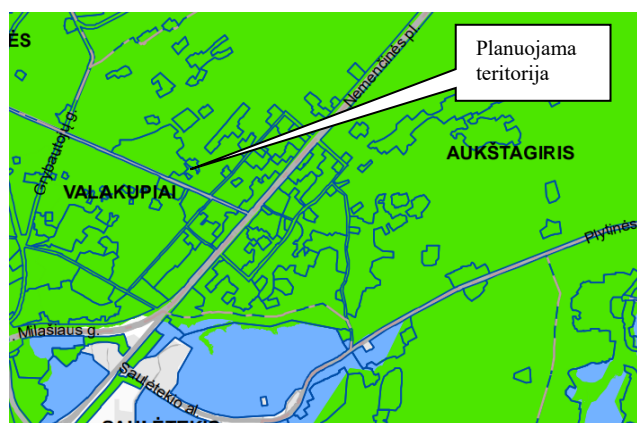 ĖS
Nemenčinės pl.
Planuojama
teritorija
Grybautojų g.
AUKŠTAGIRIS
VALAKUPIAI
Plytinės
Milašiaus g.
Saulėtekio al.
SAULĖTEKIS